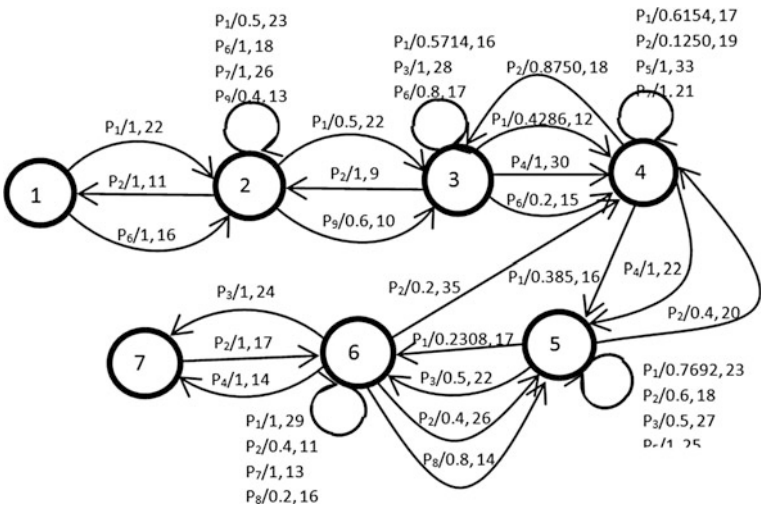 P₁/0.5, 23
P₆/1, 18
P₇/1, 26
P₉/0.4, 13
P₁/0.5714, 16
P₃/1, 28
P₆/0.8, 17
P₁/0.6154, 17
P₂/0.1250, 19
P₅/1, 33
P₇/1, 21
P₂/0.8750, 18
P₁/1, 22
P₁/0.5, 22
P₁/0.4286, 12
P₂/1, 11
P₂/1, 9
P₄/1, 30
1
2
3
4
P₆/1, 16
P₉/0.6, 10
P₆/0.2, 15
P₂/0.2, 35
P₁/0.385, 16
P₄/1, 22
P₂/0.4, 20
P₃/1, 24
P₂/1, 17
P₁/0.2308, 17
7
6
5
P₄/1, 14
P₃/0.5, 22
P₂/0.4, 26
P₈/0.8, 14
P₁/0.7692, 23
P₂/0.6, 18
P₃/0.5, 27
P₁/1, 29
P₂/0.4, 11
P₇/1, 13
P₈/0.2, 16